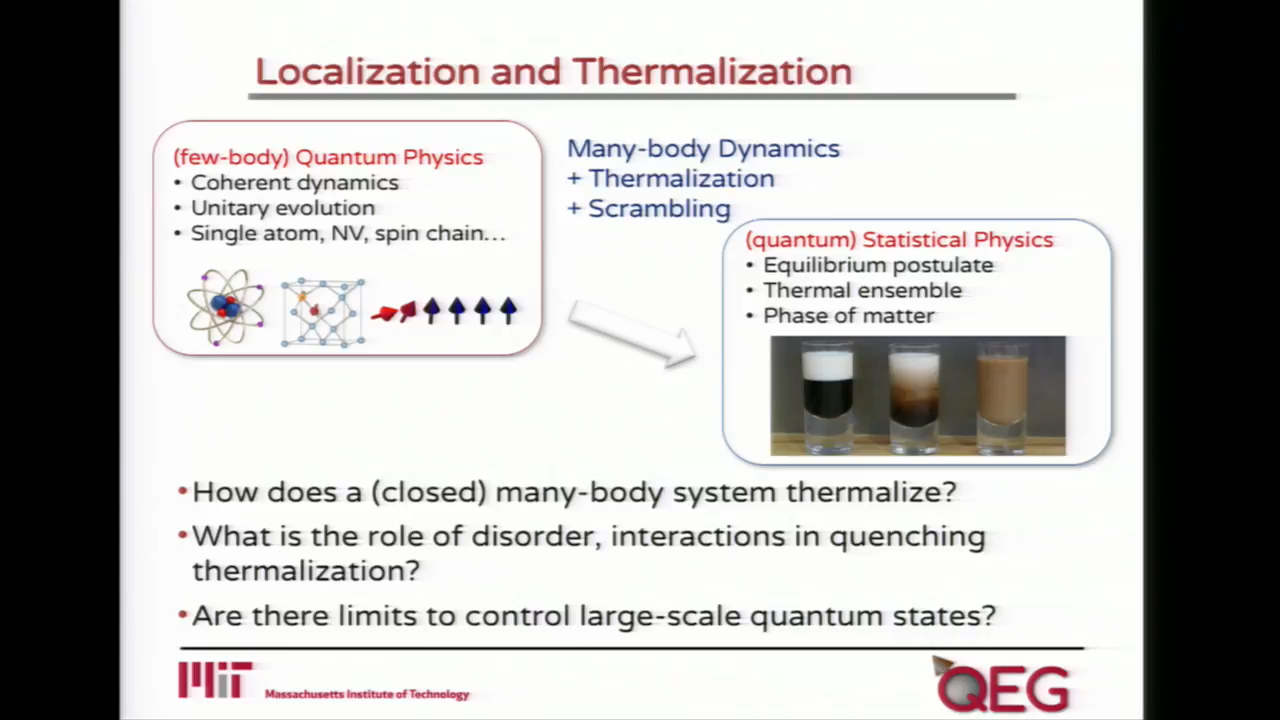 Localization and Thermalization
(few-body) Quantum Physics
• Coherent dynamics
• Unitary evolution
• Single atom, NV, spin chain…
Many-body Dynamics
+ Thermalization
+ Scrambling
(quantum) Statistical Physics
• Equilibrium postulate
• Thermal ensemble
• Phase of matter
•How does a (closed) many-body system thermalize?
•What is the role of disorder, interactions in quenching
thermalization?
•Are there limits to control large-scale quantum states?
MIT Massachusetts Institute of Technology
QEG